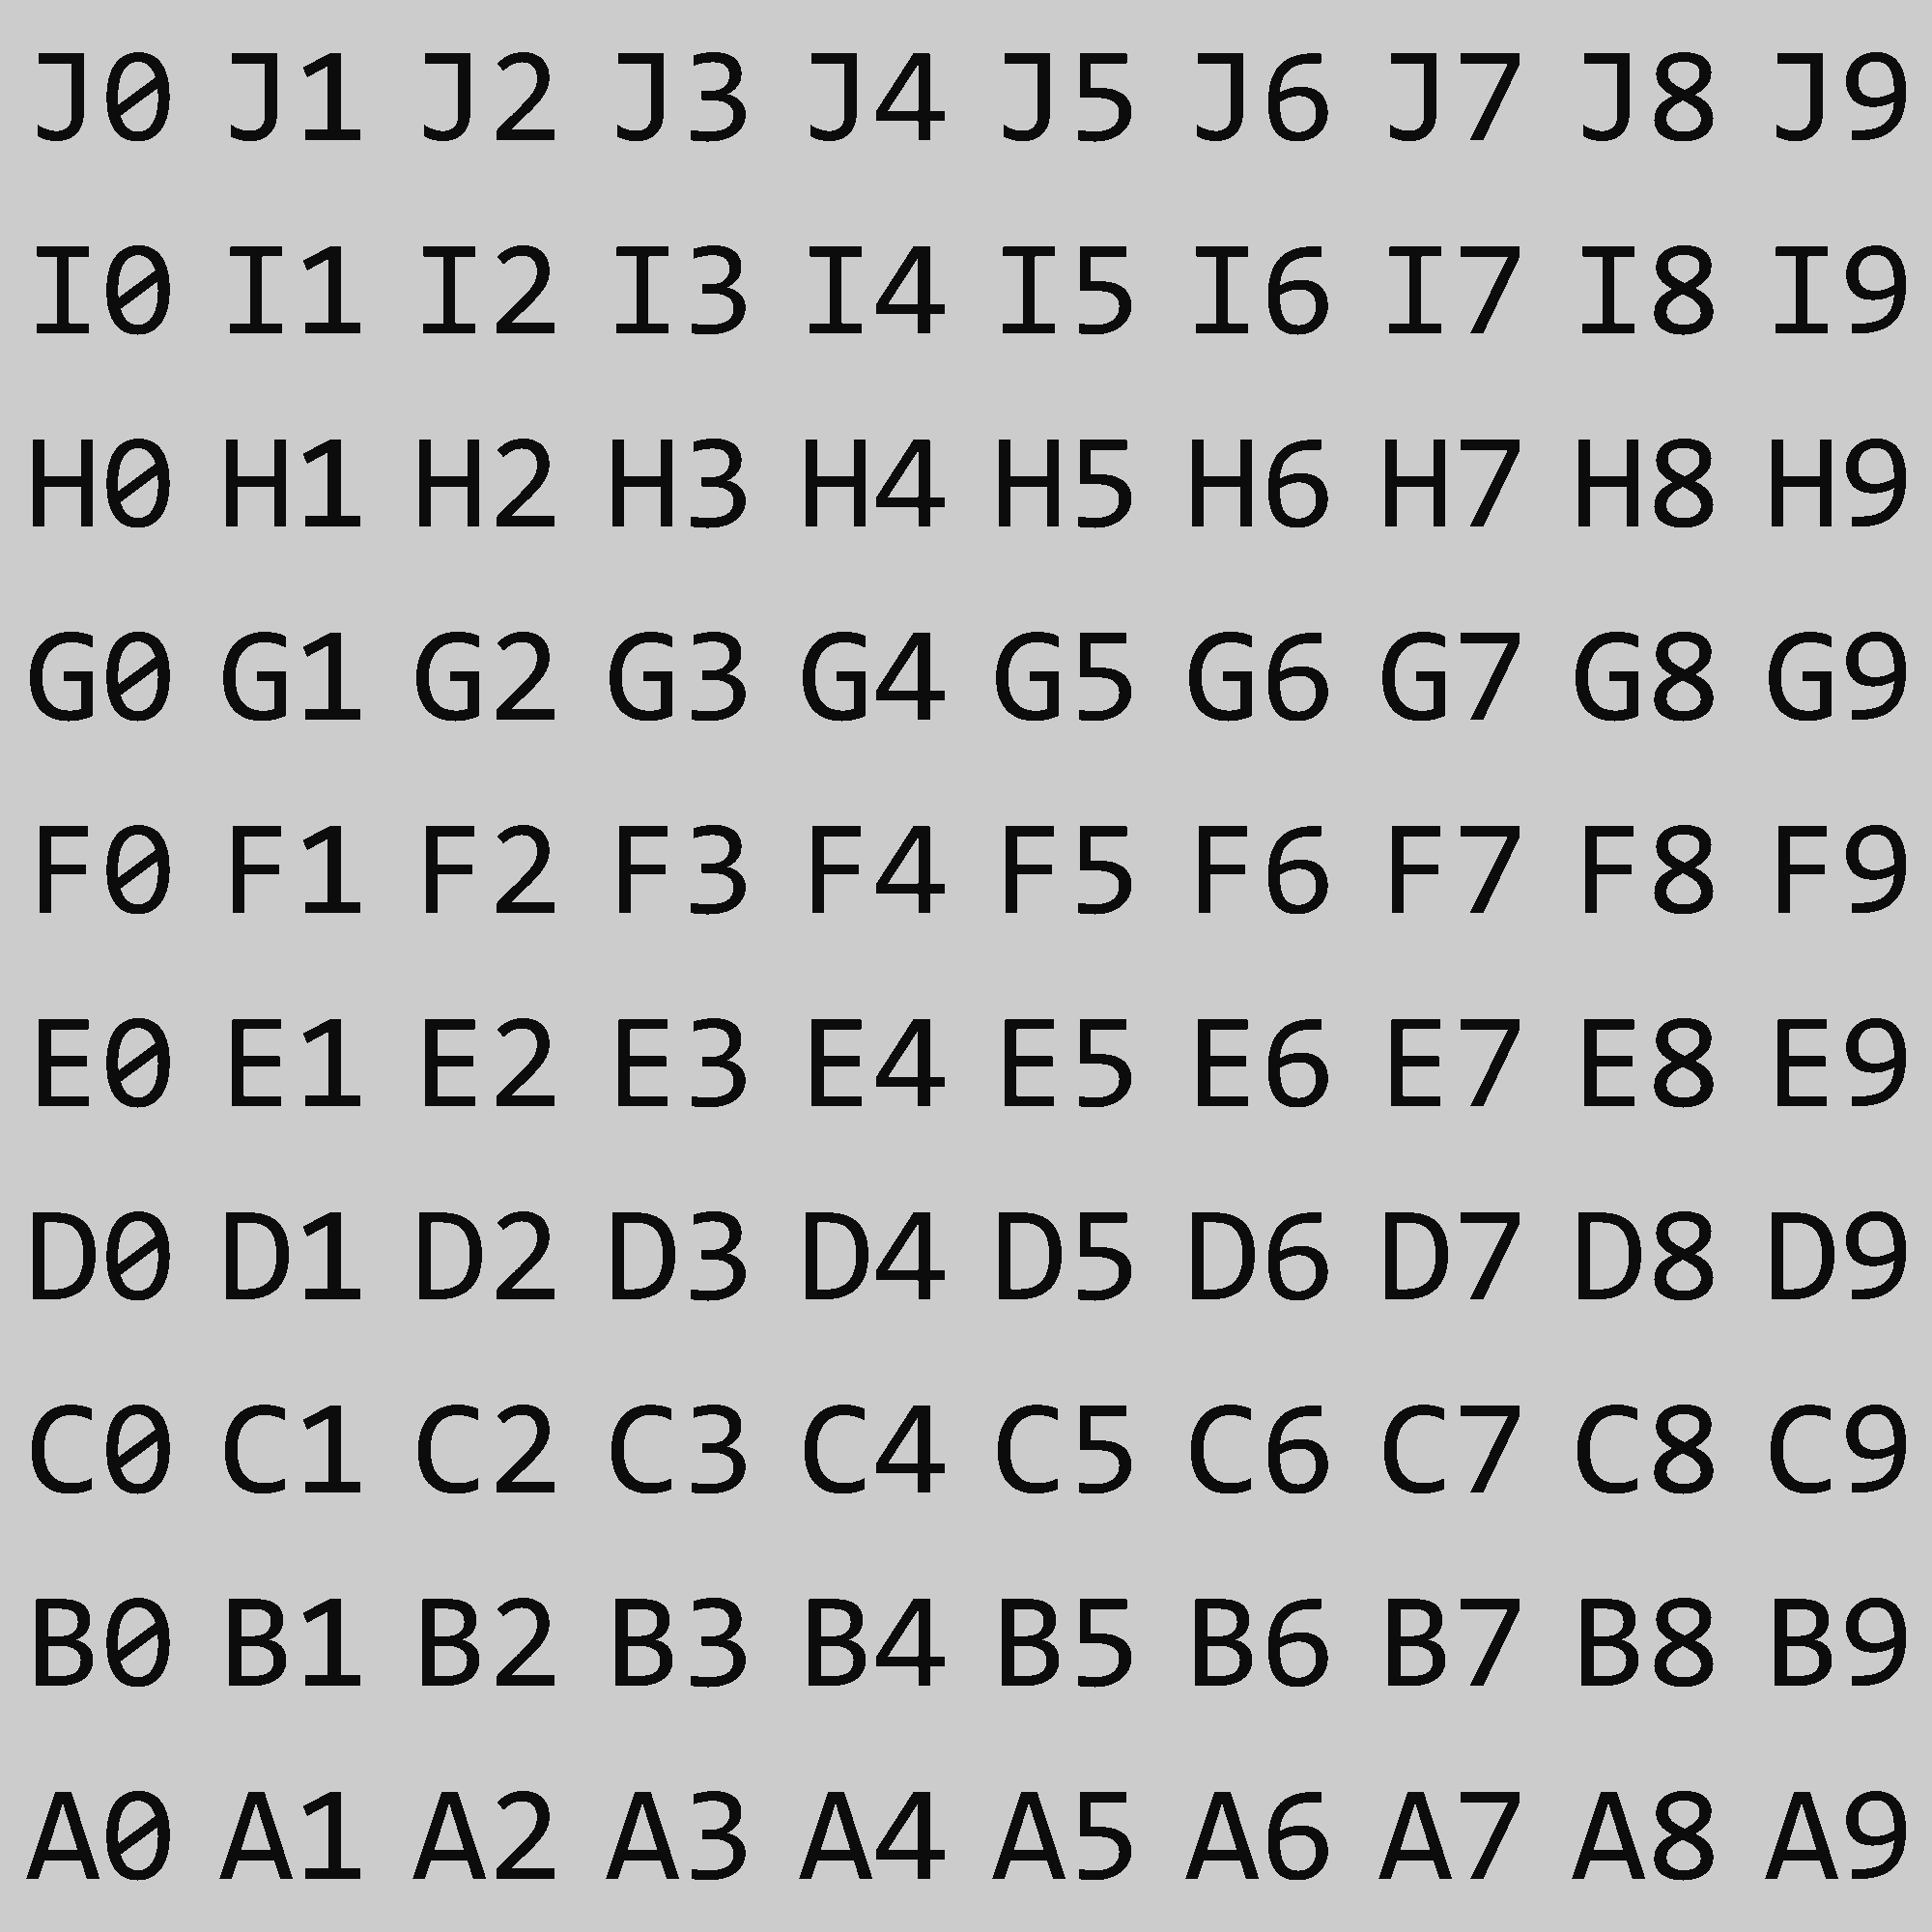 J0 J1 J2 J3 J4 J5 J6 J7 J8 J9
I0 I1 I2 I3 I4 I5 I6 I7 I8 I9
H0 H1 H2 H3 H4 H5 H6 H7 H8 H9
G0 G1 G2 G3 G4 G5 G6 G7 G8 G9
F0 F1 F2 F3 F4 F5 F6 F7 F8 F9
E0 E1 E2 E3 E4 E5 E6 E7 E8 E9
D0 D1 D2 D3 D4 D5 D6 D7 D8 D9
C0 C1 C2 C3 C4 C5 C6 C7 C8 C9
B0 B1 B2 B3 B4 B5 B6 B7 B8 B9
A0 A1 A2 A3 A4 A5 A6 A7 A8 A9